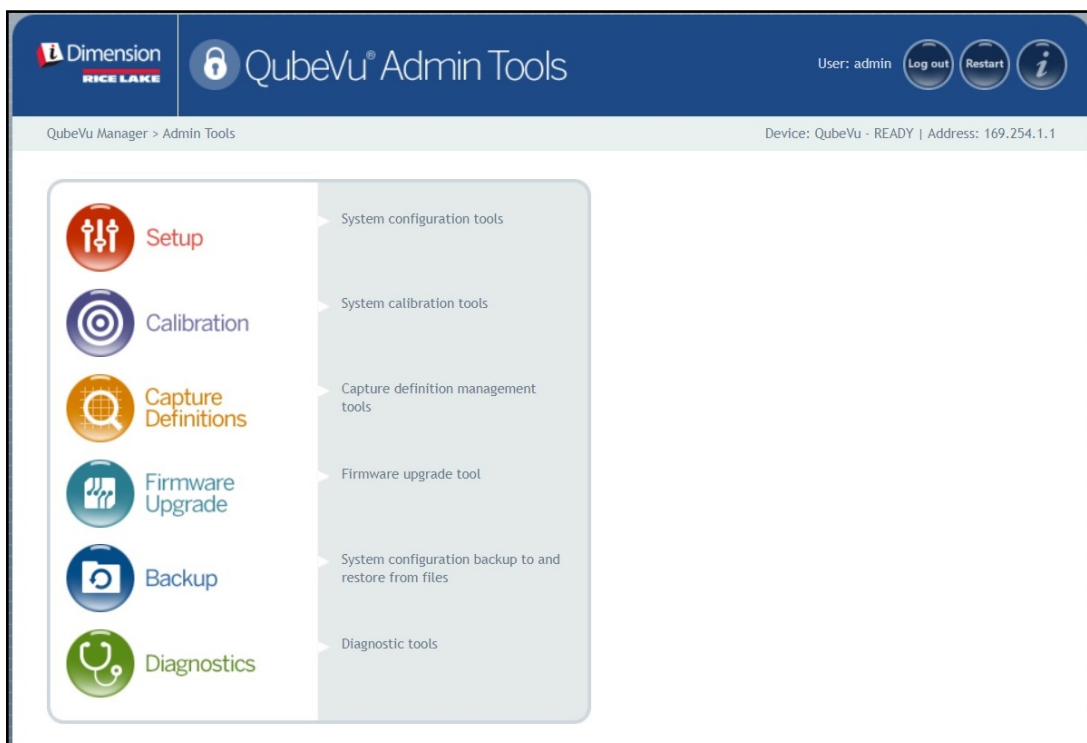 iDimension
RICE LAKE
QubeVu® Admin Tools
User: admin
Log out
Restart
i
QubeVu Manager > Admin Tools
Device: QubeVu - READY | Address: 169.254.1.1
Setup
System configuration tools
Calibration
System calibration tools
Capture
Definitions
Capture definition management
tools
Firmware
Upgrade
Firmware upgrade tool
Backup
System configuration backup to and
restore from files
Diagnostics
Diagnostic tools